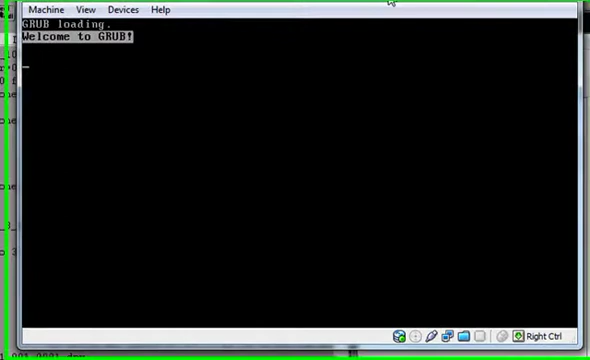 Machine View Devices Help
GRUB loading.
Welcome to GRUB!
Right Ctrl